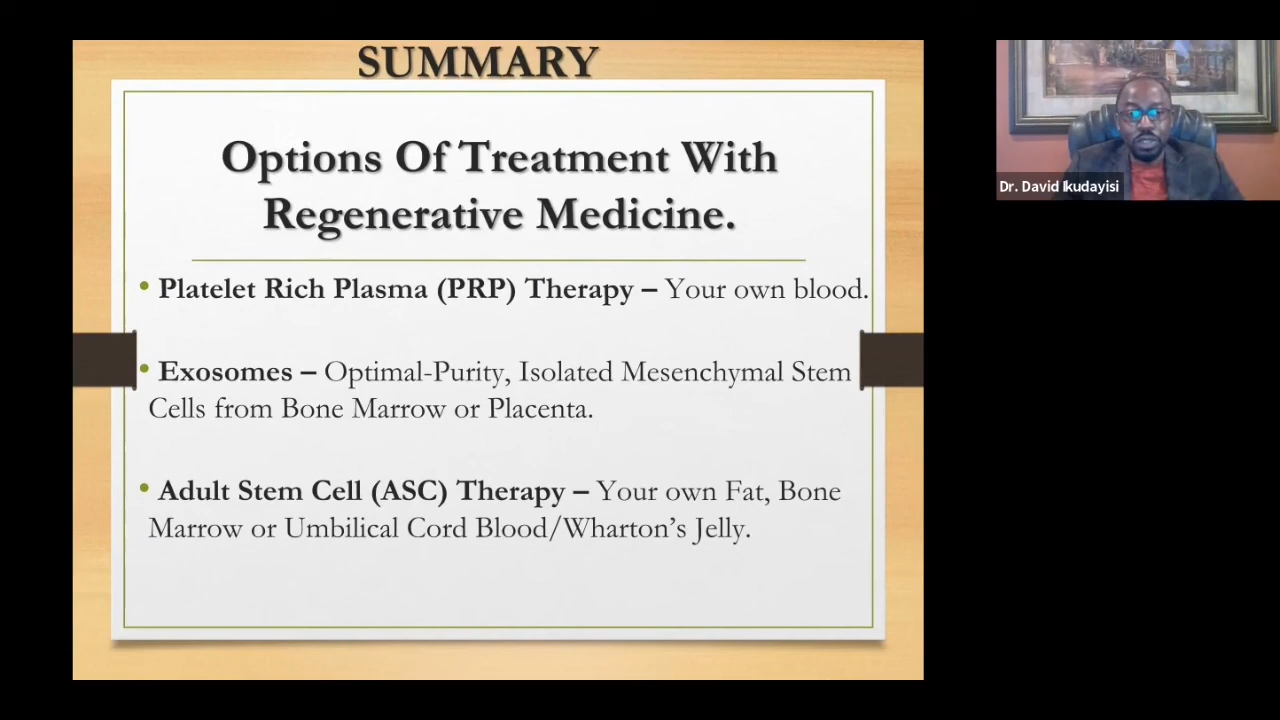 SUMMARY
Options Of Treatment With
Regenerative Medicine.
• Platelet Rich Plasma (PRP) Therapy – Your own blood.
• Exosomes – Optimal-Purity, Isolated Mesenchymal Stem
Cells from Bone Marrow or Placenta.
• Adult Stem Cell (ASC) Therapy – Your own Fat, Bone
Marrow or Umbilical Cord Blood/Wharton’s Jelly.
Dr. David Ikudayisi